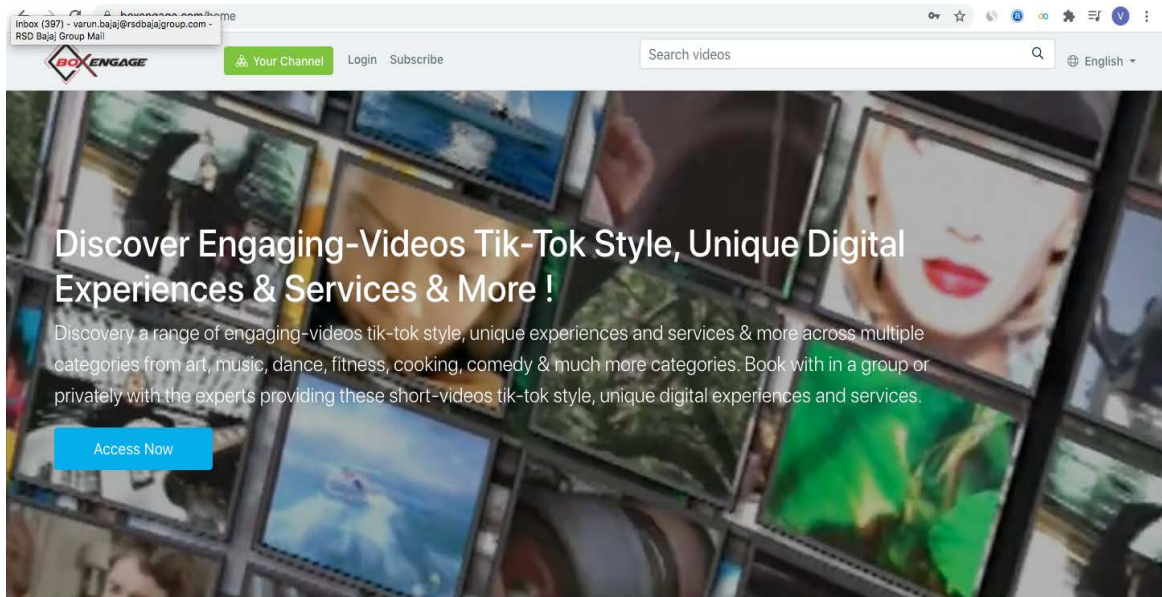 boxengage.com/home
Inbox (397) - varun.bajaj@rsdbajajgroup.com -
RSD Bajaj Group Mail
BOXENGAGE
Your Channel
Login
Subscribe
Search videos
English
V
Discover Engaging-Videos Tik-Tok Style, Unique Digital
Experiences & Services & More !
Discovery a range of engaging-videos tik-tok style, unique experiences and services & more across multiple
categories from art, music, dance, fitness, cooking, comedy & much more categories. Book with in a group or
privately with the experts providing these short-videos tik-tok style, unique digital experiences and services.
Access Now